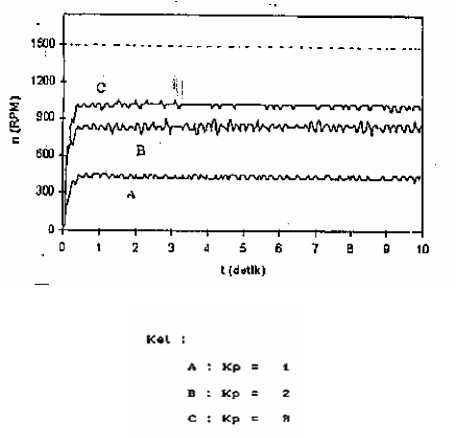 n (RPM)
1500
1200
900
600
300
0
C
B
A
0 1 2 3 4 5 6 7 8 9 10
t (detik)
Ket :
A : Kp = 1
B : Kp = 2
C : Kp =